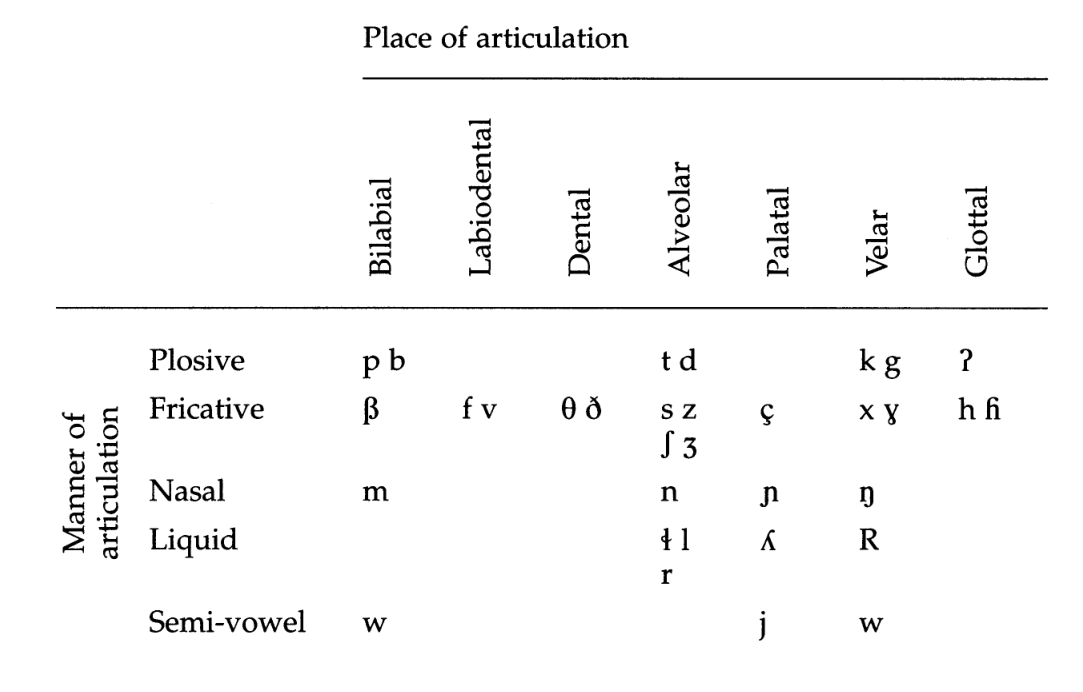 Place of articulation
Bilabial Labiodental Dental Alveolar Palatal Velar Glottal
Manner of
articulation
Plosive p b t d k g ʔ
Fricative β f v θ ð s z ç x ɣ h ɦ
ʃ ʒ
Nasal m n ɲ ŋ
Liquid ɫ l ʎ R
r
Semi-vowel w j w